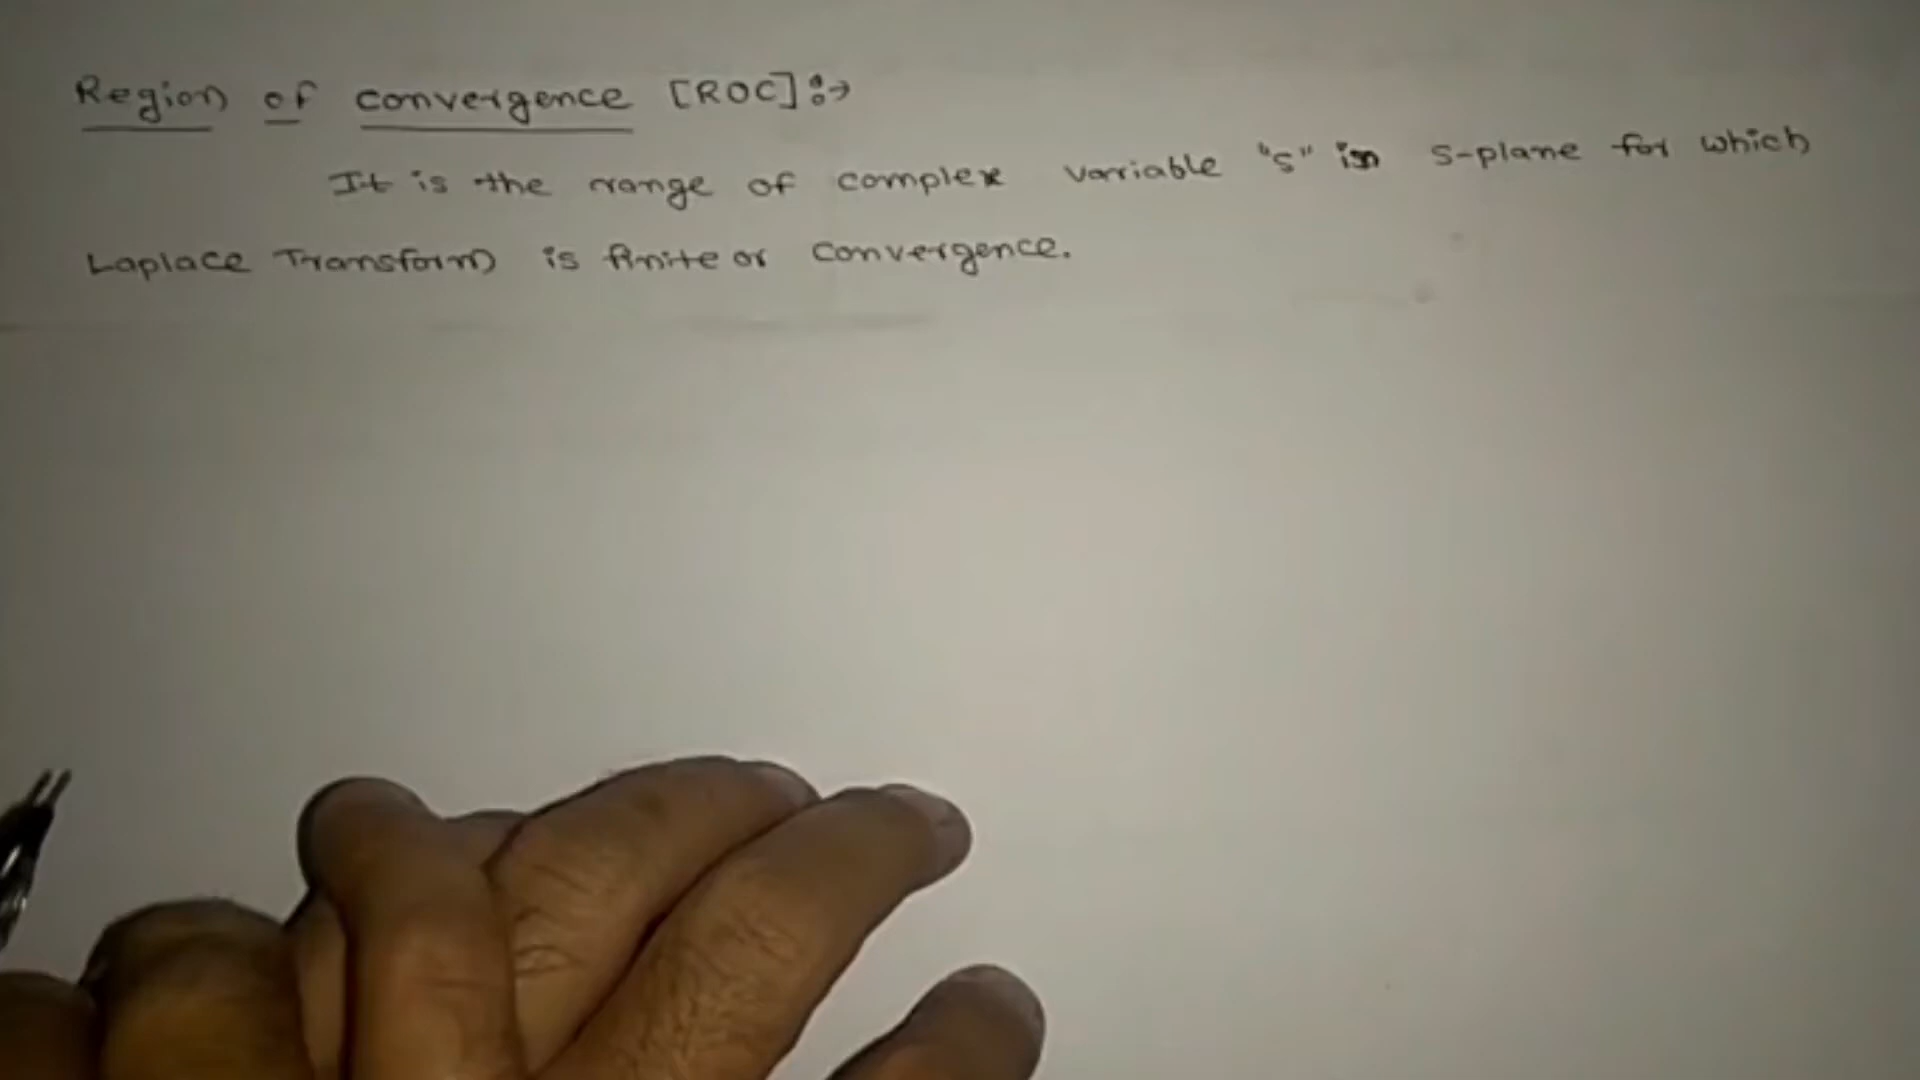 Region of convergence [ROC]:→
It is the range of complex variable "s" in s-plane for which
Laplace Transform is finite or convergence.